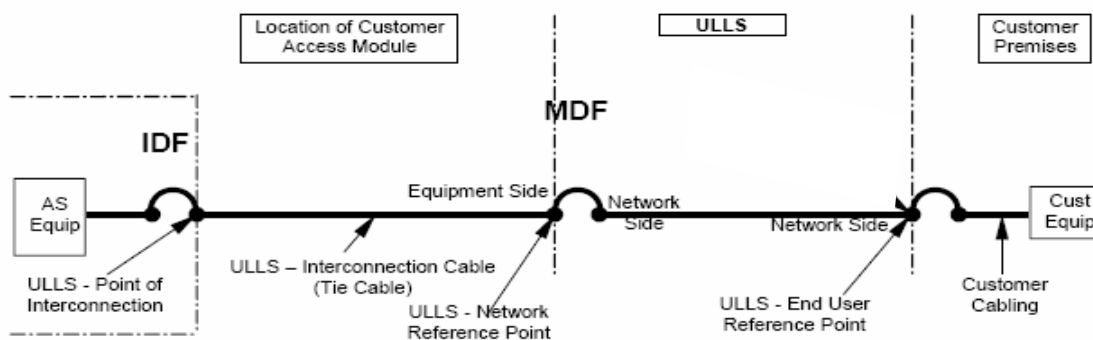 Location of Customer
Access Module
ULLS
Customer
Premises
IDF
MDF
AS
Equip
Equipment Side
Network
Side
Network Side
Cust
Equip
ULLS - Point of
Interconnection
ULLS – Interconnection Cable
(Tie Cable)
ULLS - Network
Reference Point
ULLS - End User
Reference Point
Customer
Cabling